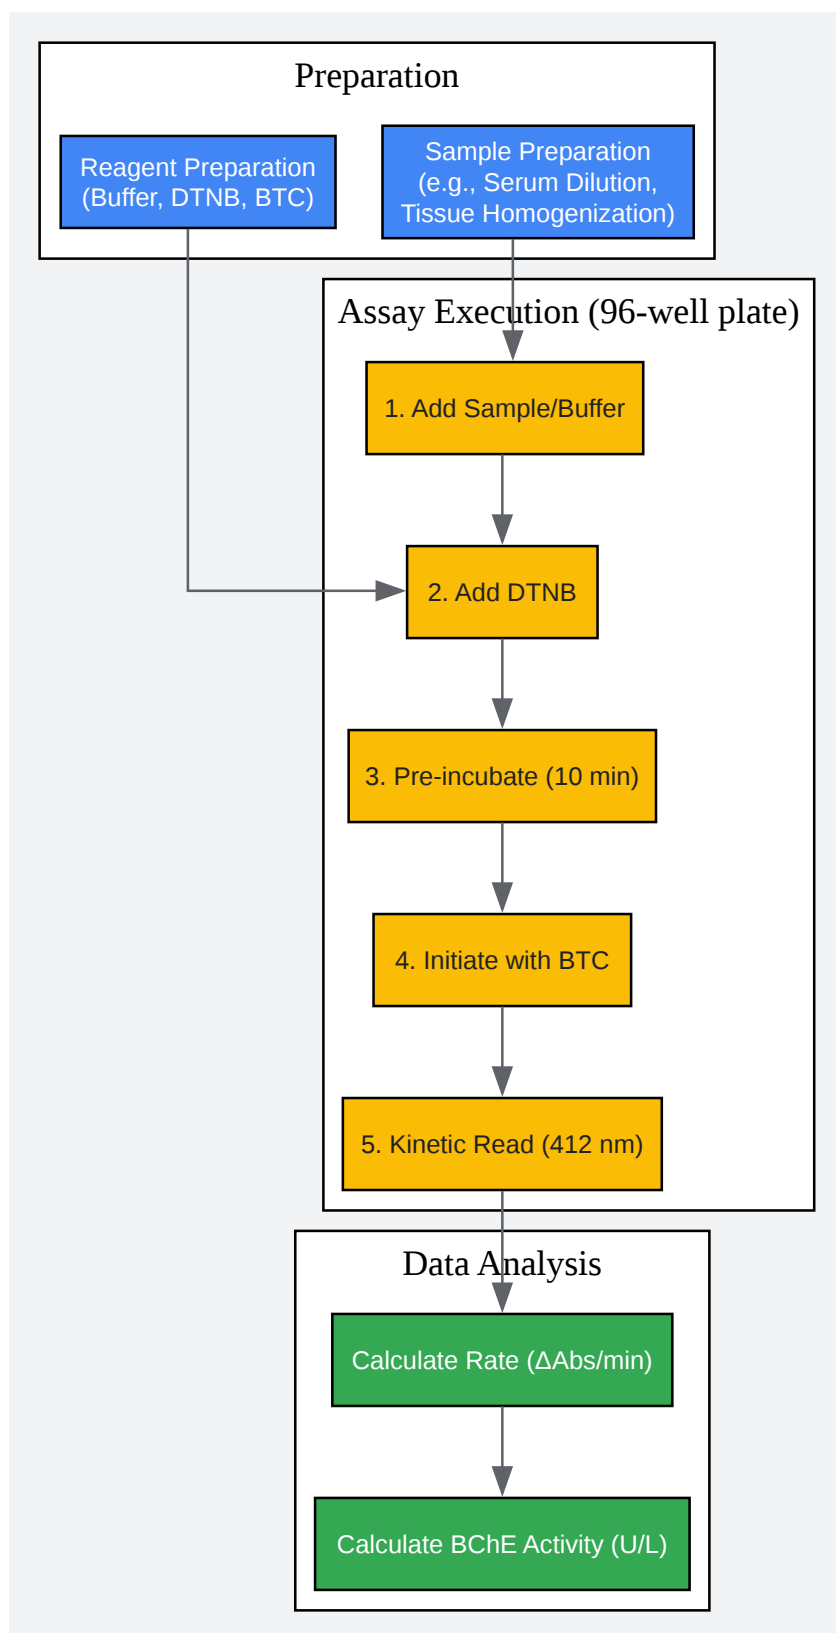 Preparation
Reagent Preparation
(Buffer, DTNB, BTC)
Sample Preparation
(e.g., Serum Dilution,
Tissue Homogenization)
Assay Execution (96-well plate)
1. Add Sample/Buffer
2. Add DTNB
3. Pre-incubate (10 min)
4. Initiate with BTC
5. Kinetic Read (412 nm)
Data Analysis
Calculate Rate (ΔAbs/min)
Calculate BChE Activity (U/L)